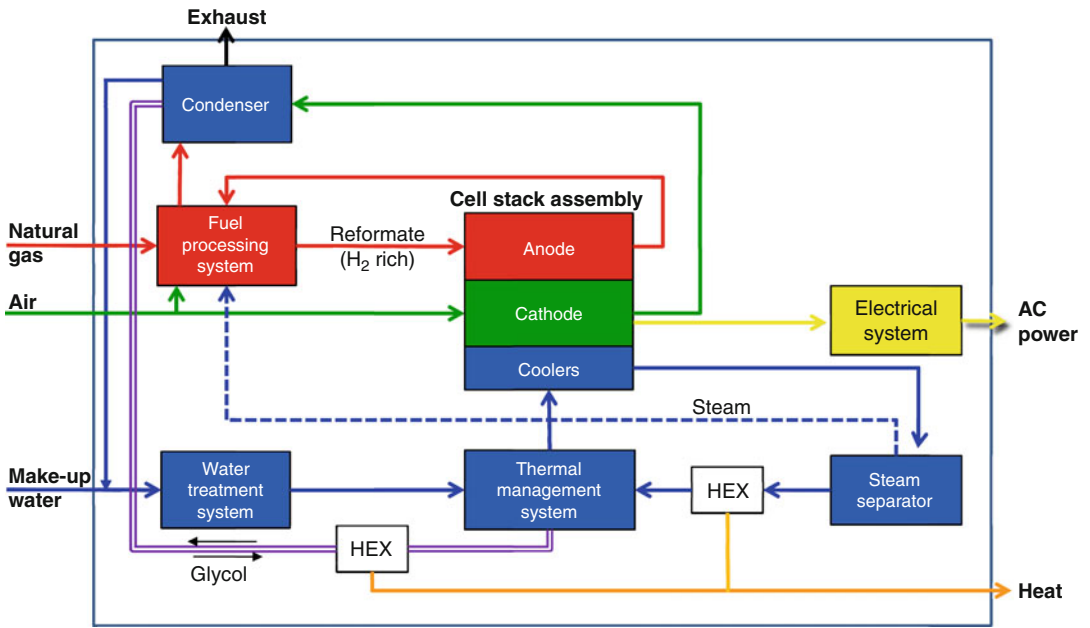 Exhaust
Condenser
Cell stack assembly
Natural
gas
Fuel
processing
system
Reformate
(H₂ rich)
Anode
Air
Cathode
Electrical
system
AC
power
Coolers
Steam
Make-up
water
Water
treatment
system
Thermal
management
system
HEX
Steam
separator
HEX
Glycol
Heat